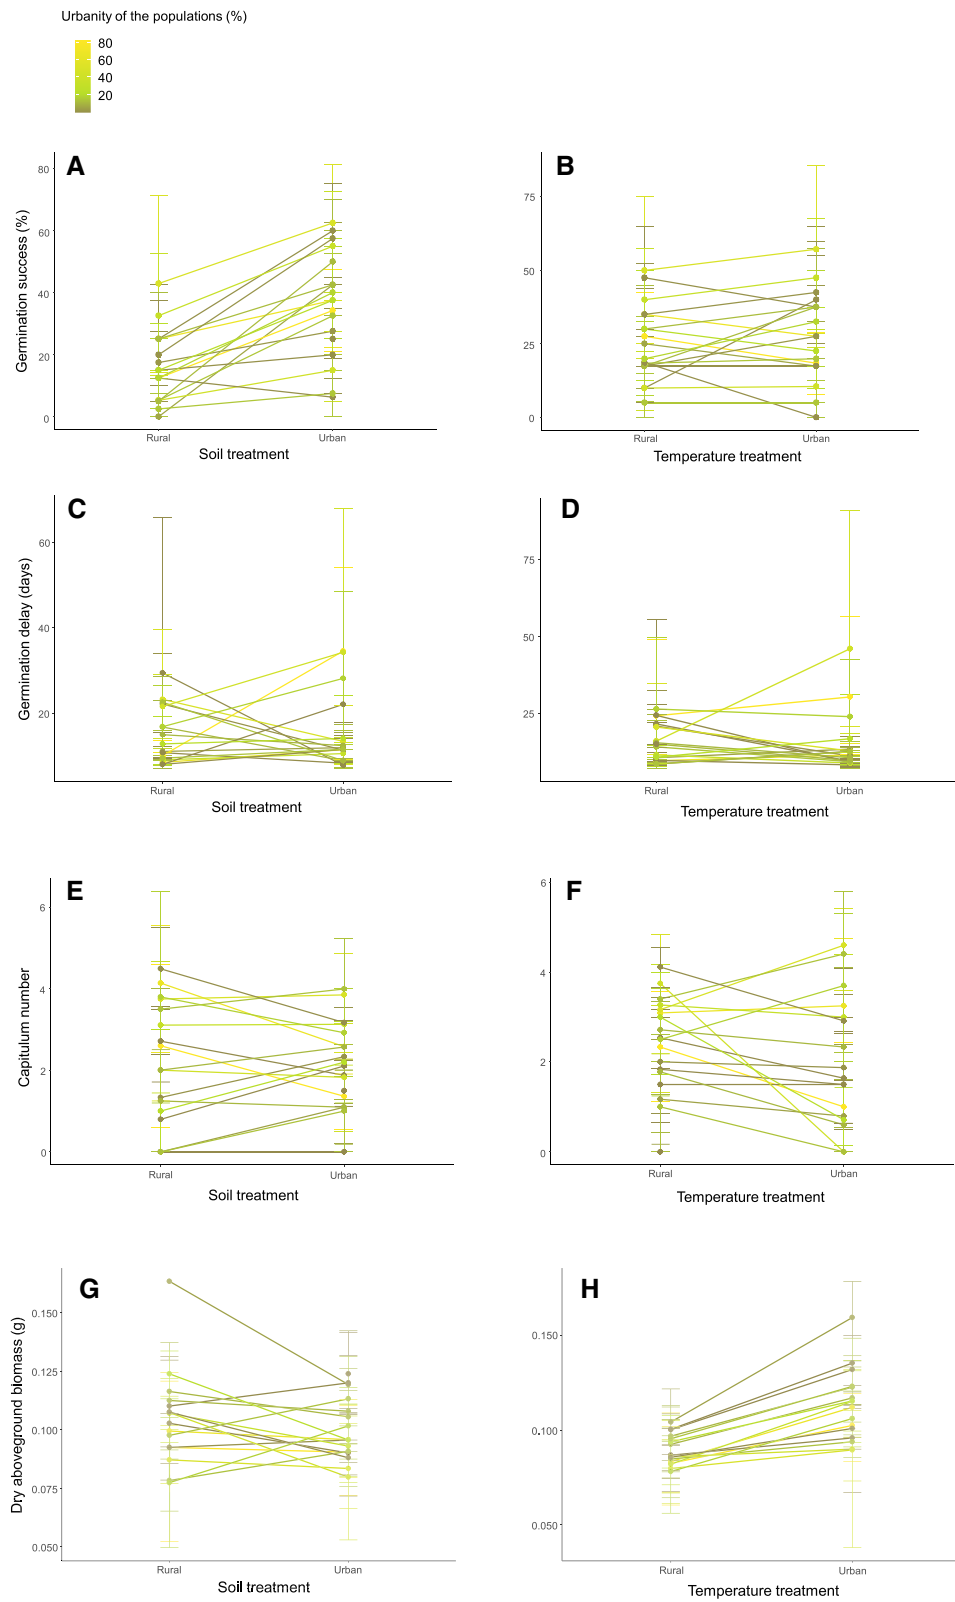 Urbanity of the populations (%)
80
60
40
20
A
B
80
60
40
20
0
Germination success (%)
Rural
Urban
Soil treatment
75
50
25
0
Rural
Urban
Temperature treatment
C
D
60
40
20
Germination delay (days)
Rural
Urban
Soil treatment
75
50
25
Rural
Urban
Temperature treatment
E
F
6
4
2
0
Capitulum number
Rural
Urban
Soil treatment
6
4
2
0
Rural
Urban
Temperature treatment
G
H
0.150
0.125
0.100
0.075
0.050
Dry aboveground biomass (g)
Rural
Urban
Soil treatment
0.150
0.100
0.050
Rural
Urban
Temperature treatment